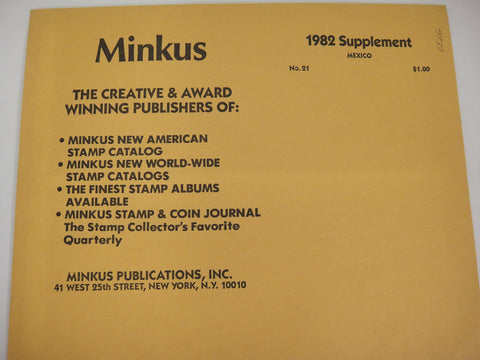 Minkus
1982 Supplement
MEXICO
No.21 $1.00
THE CREATIVE & AWARD
WINNING PUBLISHERS OF:
• MINKUS NEW AMERICAN
STAMP CATALOG
• MINKUS NEW WORLD-WIDE
STAMP CATALOGS
• THE FINEST STAMP ALBUMS
AVAILABLE
• MINKUS STAMP & COIN JOURNAL
The Stamp Collector's Favorite
Quarterly
MINKUS PUBLICATIONS, INC.
41 WEST 25th STREET, NEW YORK, N.Y. 10010